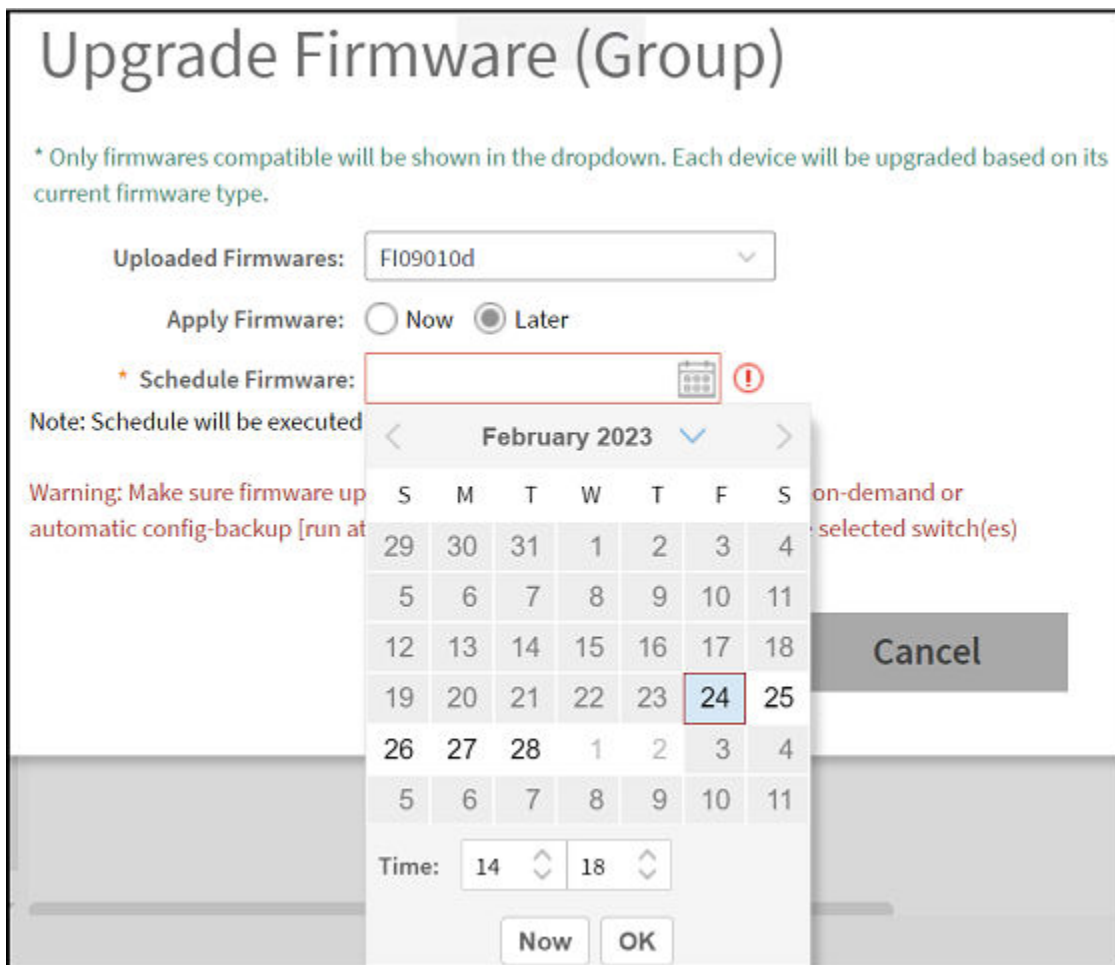 Upgrade Firmware (Group)
* Only firmwares compatible will be shown in the dropdown. Each device will be upgraded based on its
current firmware type.
Uploaded Firmwares: FI09010d
Apply Firmware: Now Later
* Schedule Firmware:
Note: Schedule will be executed
February 2023
Warning: Make sure firmware up on-demand or
automatic config-backup [run at selected switch(es)
S M T W T F S
29 30 31 1 2 3 4
5 6 7 8 9 10 11
12 13 14 15 16 17 18
19 20 21 22 23 24 25
26 27 28 1 2 3 4
5 6 7 8 9 10 11
Cancel
Time: 14 18
Now OK